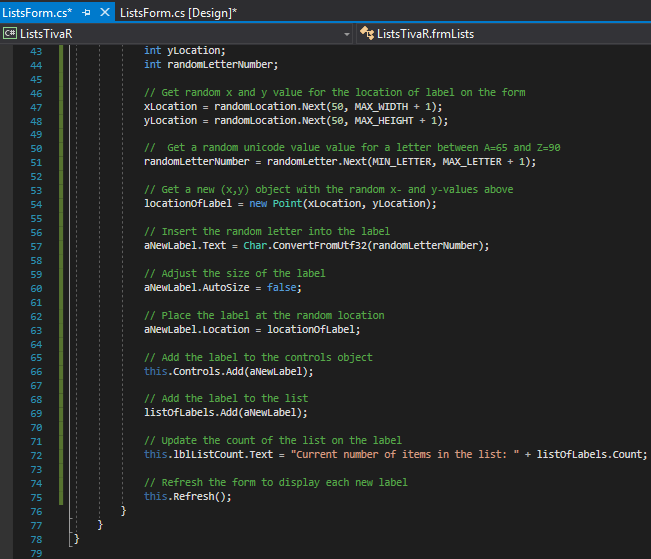 ListsForm.cs* ListsForm.cs [Design]*
C# ListsTivaR ListsTivaR.frmLists
43 int yLocation;
44 int randomLetterNumber;
45
46 // Get random x and y value for the location of label on the form
47 xLocation = randomLocation.Next(50, MAX_WIDTH + 1);
48 yLocation = randomLocation.Next(50, MAX_HEIGHT + 1);
49
50 //  Get a random unicode value value for a letter between A=65 and Z=90
51 randomLetterNumber = randomLetter.Next(MIN_LETTER, MAX_LETTER + 1);
52
53 // Get a new (x,y) object with the random x- and y-values above
54 locationOfLabel = new Point(xLocation, yLocation);
55
56 // Insert the random letter into the label
57 aNewLabel.Text = Char.ConvertFromUtf32(randomLetterNumber);
58
59 // Adjust the size of the label
60 aNewLabel.AutoSize = false;
61
62 // Place the label at the random location
63 aNewLabel.Location = locationOfLabel;
64
65 // Add the label to the controls object
66 this.Controls.Add(aNewLabel);
67
68 // Add the label to the list
69 listOfLabels.Add(aNewLabel);
70
71 // Update the count of the list on the label
72 this.lblListCount.Text = "Current number of items in the list: " + listOfLabels.Count;
73
74 // Refresh the form to display each new label
75 this.Refresh();
76 }
77 }
78 }
79